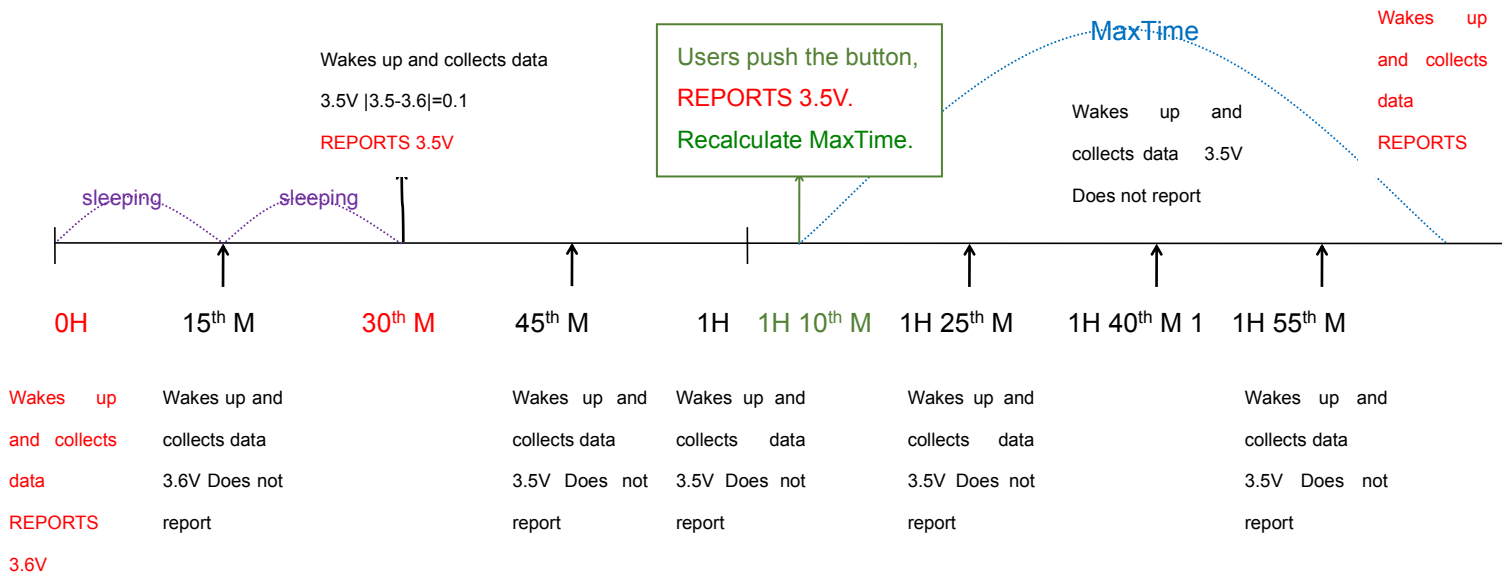 Wakes up and collects data
3.5V |3.5-3.6|=0.1
REPORTS 3.5V
Users push the button,
REPORTS 3.5V.
Recalculate MaxTime.
MaxTime
Wakes up and
collects data 3.5V
Does not report
Wakes up
and collects
data
REPORTS
sleeping
sleeping
0H
15th M
30th M
45th M
1H
1H 10th M
1H 25th M
1H 40th M 1
1H 55th M
Wakes up
and collects
data
REPORTS
3.6V
Wakes up and
collects data
3.6V Does not
report
Wakes up and
collects data
3.5V Does not
report
Wakes up and
collects data
3.5V Does not
report
Wakes up and
collects data
3.5V Does not
report
Wakes up and
collects data
3.5V Does not
report